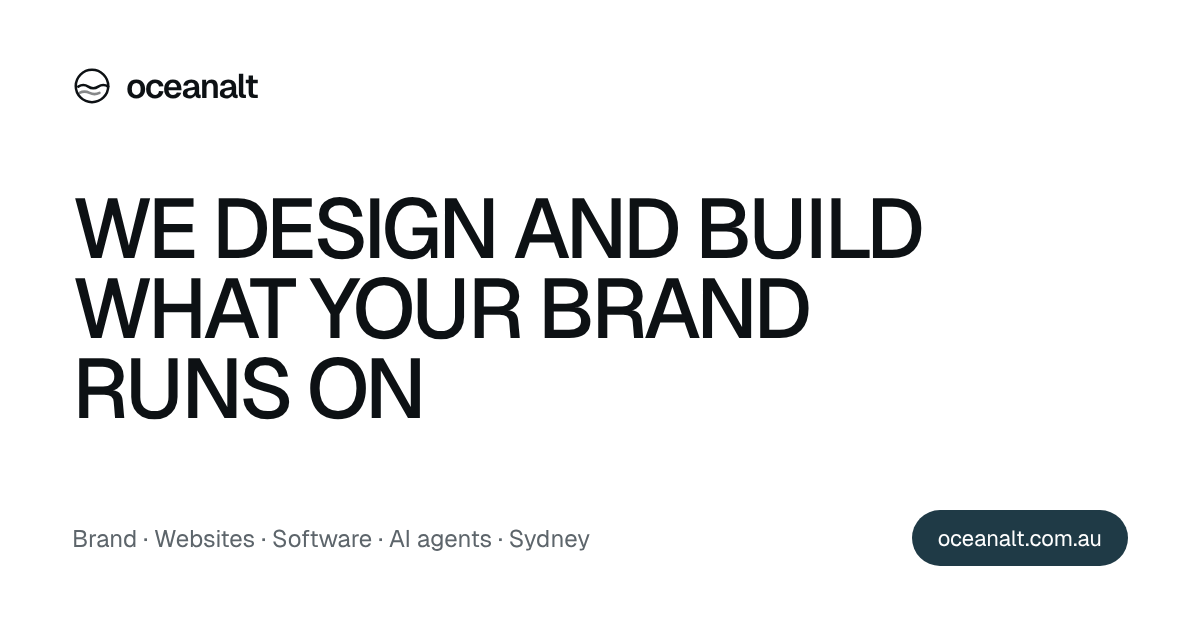 oceanalt
WE DESIGN AND BUILD
WHAT YOUR BRAND
RUNS ON
Brand · Websites · Software · AI agents · Sydney
oceanalt.com.au